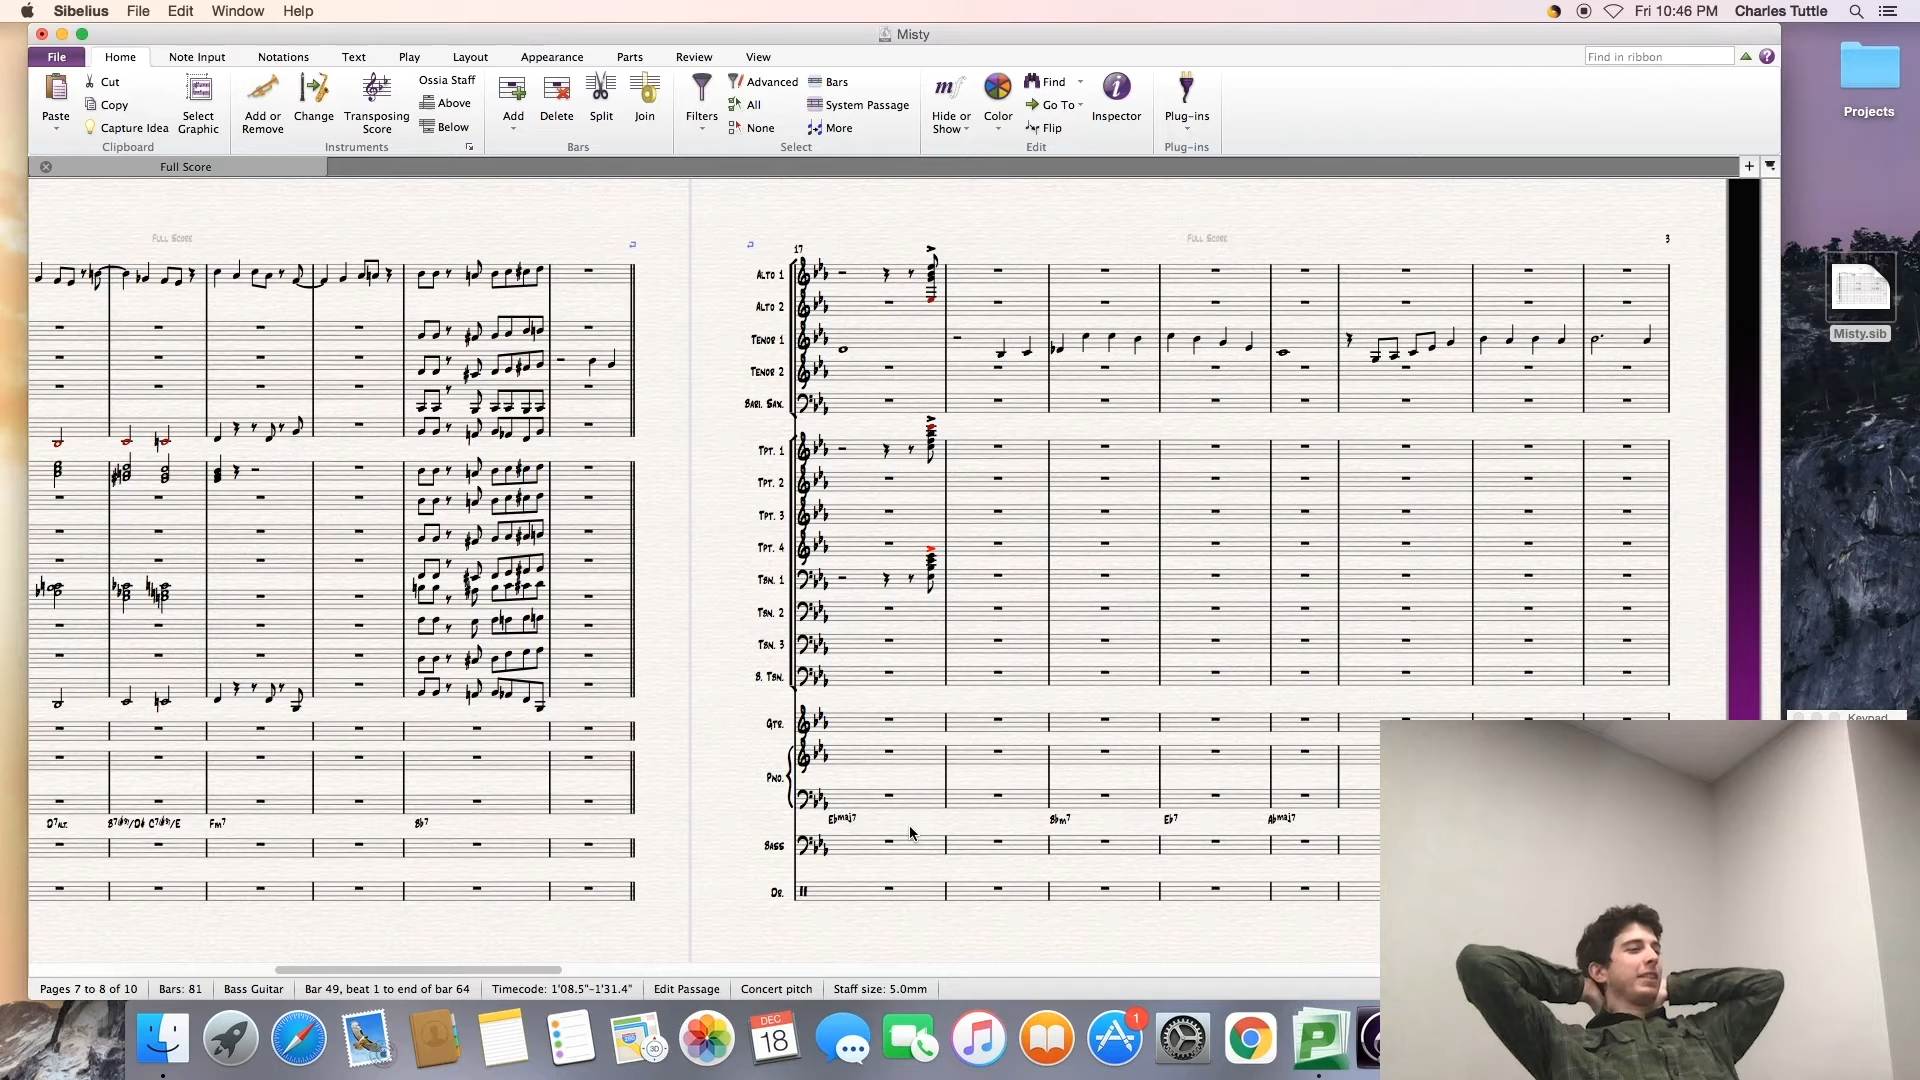 Sibelius File Edit Window Help Fri 10:46 PM Charles Tuttle
Misty
File Home Note Input Notations Text Play Layout Appearance Parts Review View Find in ribbon
Paste Cut Copy Capture Idea Select Graphic Clipboard
Add or Remove Change Transposing Score Ossia Staff Above Below Instruments
Add Delete Split Join Bars
Filters Advanced All None Bars System Passage More Select
Hide or Show Color Find Go To Flip Inspector Edit
Plug-ins Plug-ins
Full Score
Projects
Misty.sib
Full Score Full Score 3
17
Alto 1
Alto 2
Tenor 1
Tenor 2
Bari. Sax.
Tpt. 1
Tpt. 2
Tpt. 3
Tpt. 4
Tbn. 1
Tbn. 2
Tbn. 3
B. Tbn.
Gtr.
Pno.
Fm7 Bb7 Ebmaj7 Bbm7 Eb7 Abmaj7
Bass
Dr.
Keypad
Pages 7 to 8 of 10 Bars: 81 Bass Guitar Bar 49, beat 1 to end of bar 64 Timecode: 1'08.5"-1'31.4" Edit Passage Concert pitch Staff size: 5.0mm
DEC 18
3D
1